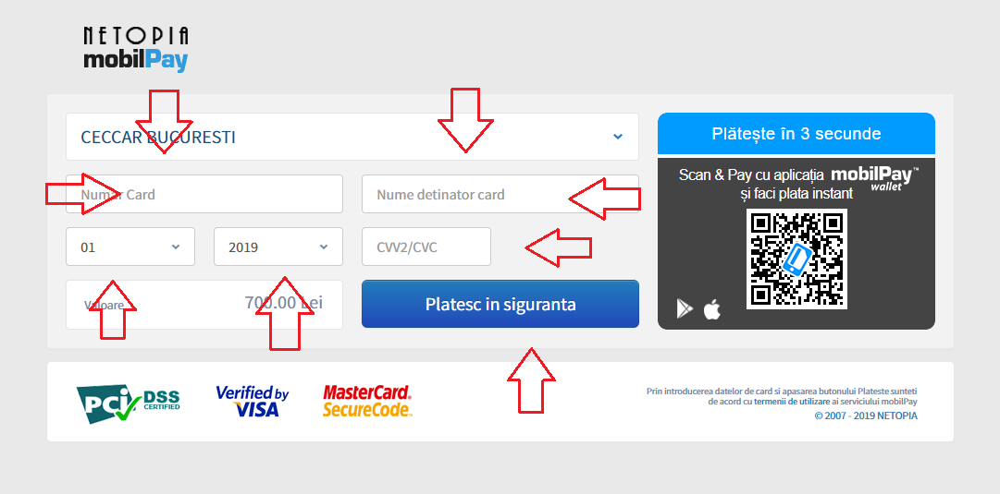 NETOPIA
mobilPay
CECCAR BUCURESTI
Plătește în 3 secunde
Numar Card
Nume detinator card
Scan & Pay cu aplicația mobilPay™
wallet
și faci plata instant
01
2019
CVV2/CVC
Valoare
700.00 Lei
Platesc in siguranta
PCI DSS
CERTIFIED
Verified by
VISA
MasterCard.
SecureCode.
Prin introducerea datelor de card si apasarea butonului Plateste sunteti
de acord cu termenii de utilizare ai serviciului mobilPay
© 2007 - 2019 NETOPIA